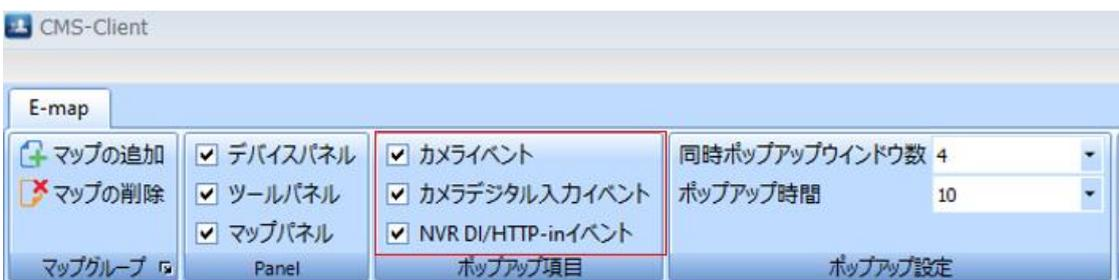 CMS-Client
E-map
マップの追加
マップの削除
マップグループ
デバイスパネル
ツールパネル
マップパネル
Panel
カメライベント
カメラデジタル入力イベント
NVR DI/HTTP-inイベント
ポップアップ項目
同時ポップアップウインドウ数 4
ポップアップ時間 10
ポップアップ設定